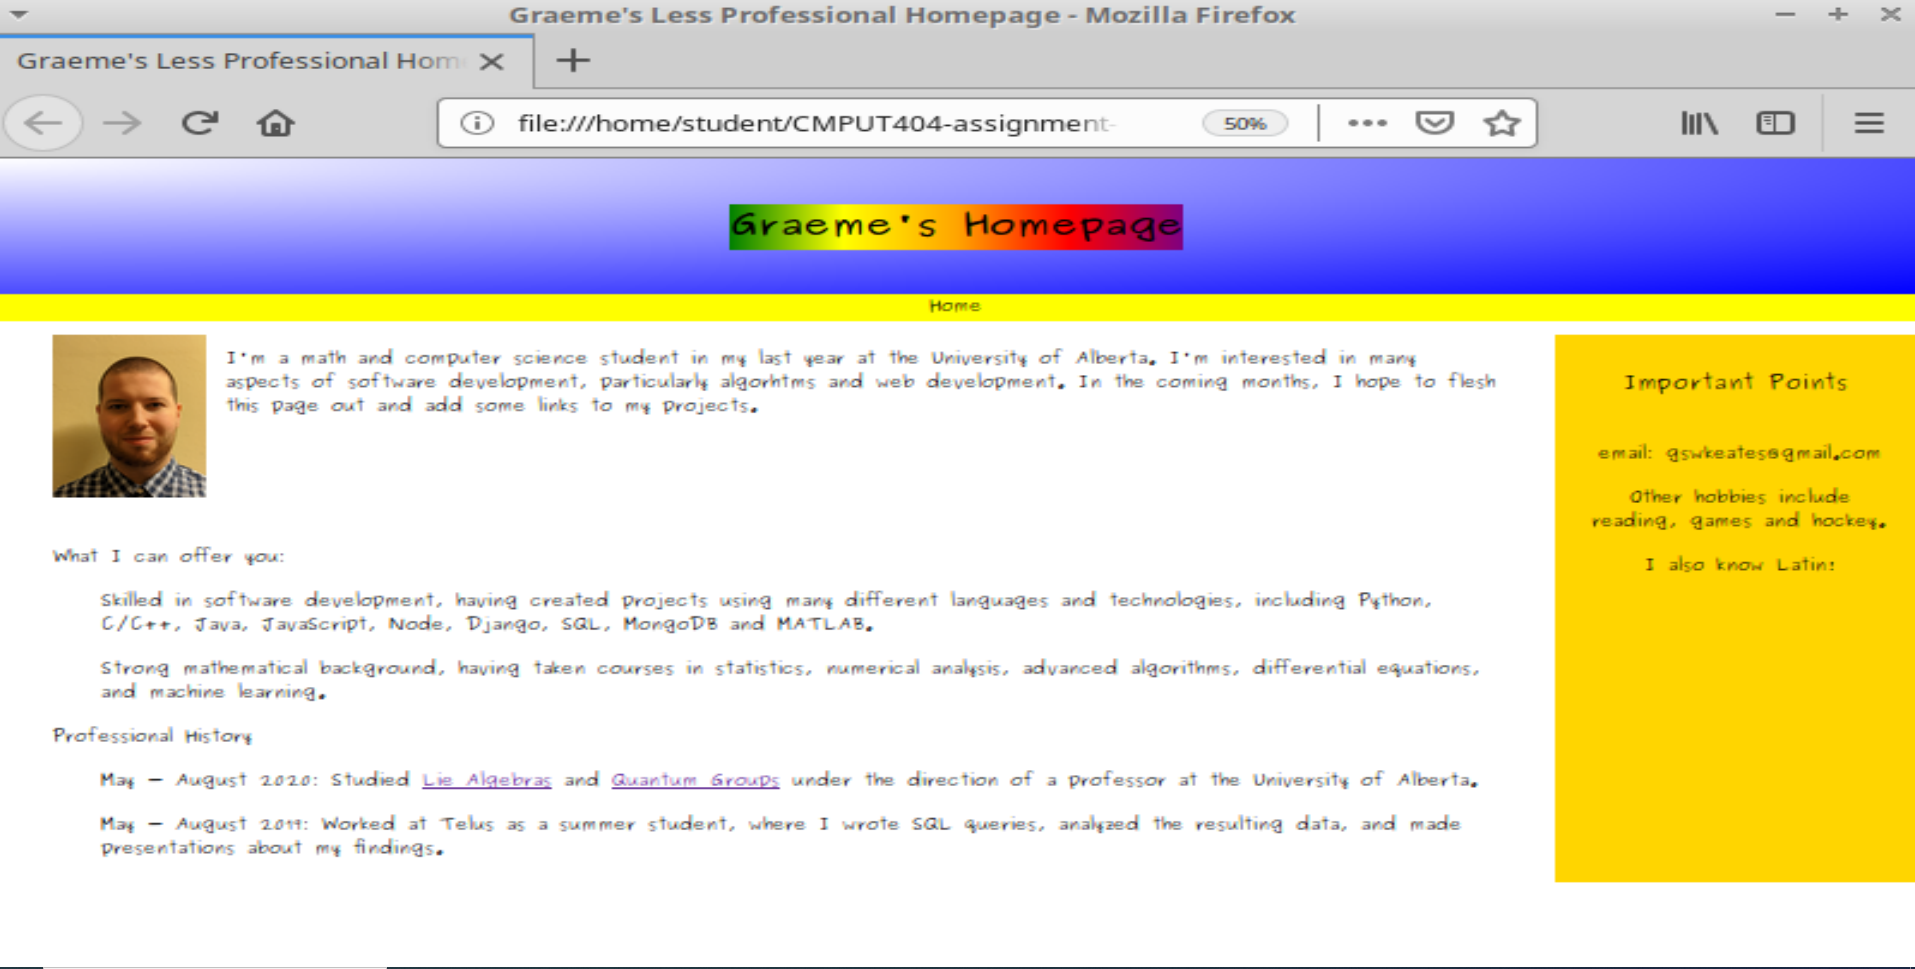 Graeme's Less Professional Homepage - Mozilla Firefox
Graeme's Less Professional Hom
file:///home/student/CMPUT404-assignment-
50%
Graeme's Homepage
Home
I'm a math and computer science student in my last year at the University of Alberta. I'm interested in many
aspects of software development, particularly algorhtms and web development. In the coming months, I hope to flesh
this page out and add some links to my projects.
What I can offer you:
Skilled in software development, having created projects using many different languages and technologies, including Python,
C/C++, Java, JavaScript, Node, Django, SQL, MongoDB and MATLAB.
Strong mathematical background, having taken courses in statistics, numerical analysis, advanced algorithms, differential equations,
and machine learning.
Professional History
May – August 2020: Studied Lie Algebras and Quantum Groups under the direction of a professor at the University of Alberta.
May – August 2019: Worked at Telus as a summer student, where I wrote SQL queries, analyzed the resulting data, and made
presentations about my findings.
Important Points
email: gswkeates@gmail.com
Other hobbies include
reading, games and hockey.
I also know Latin!